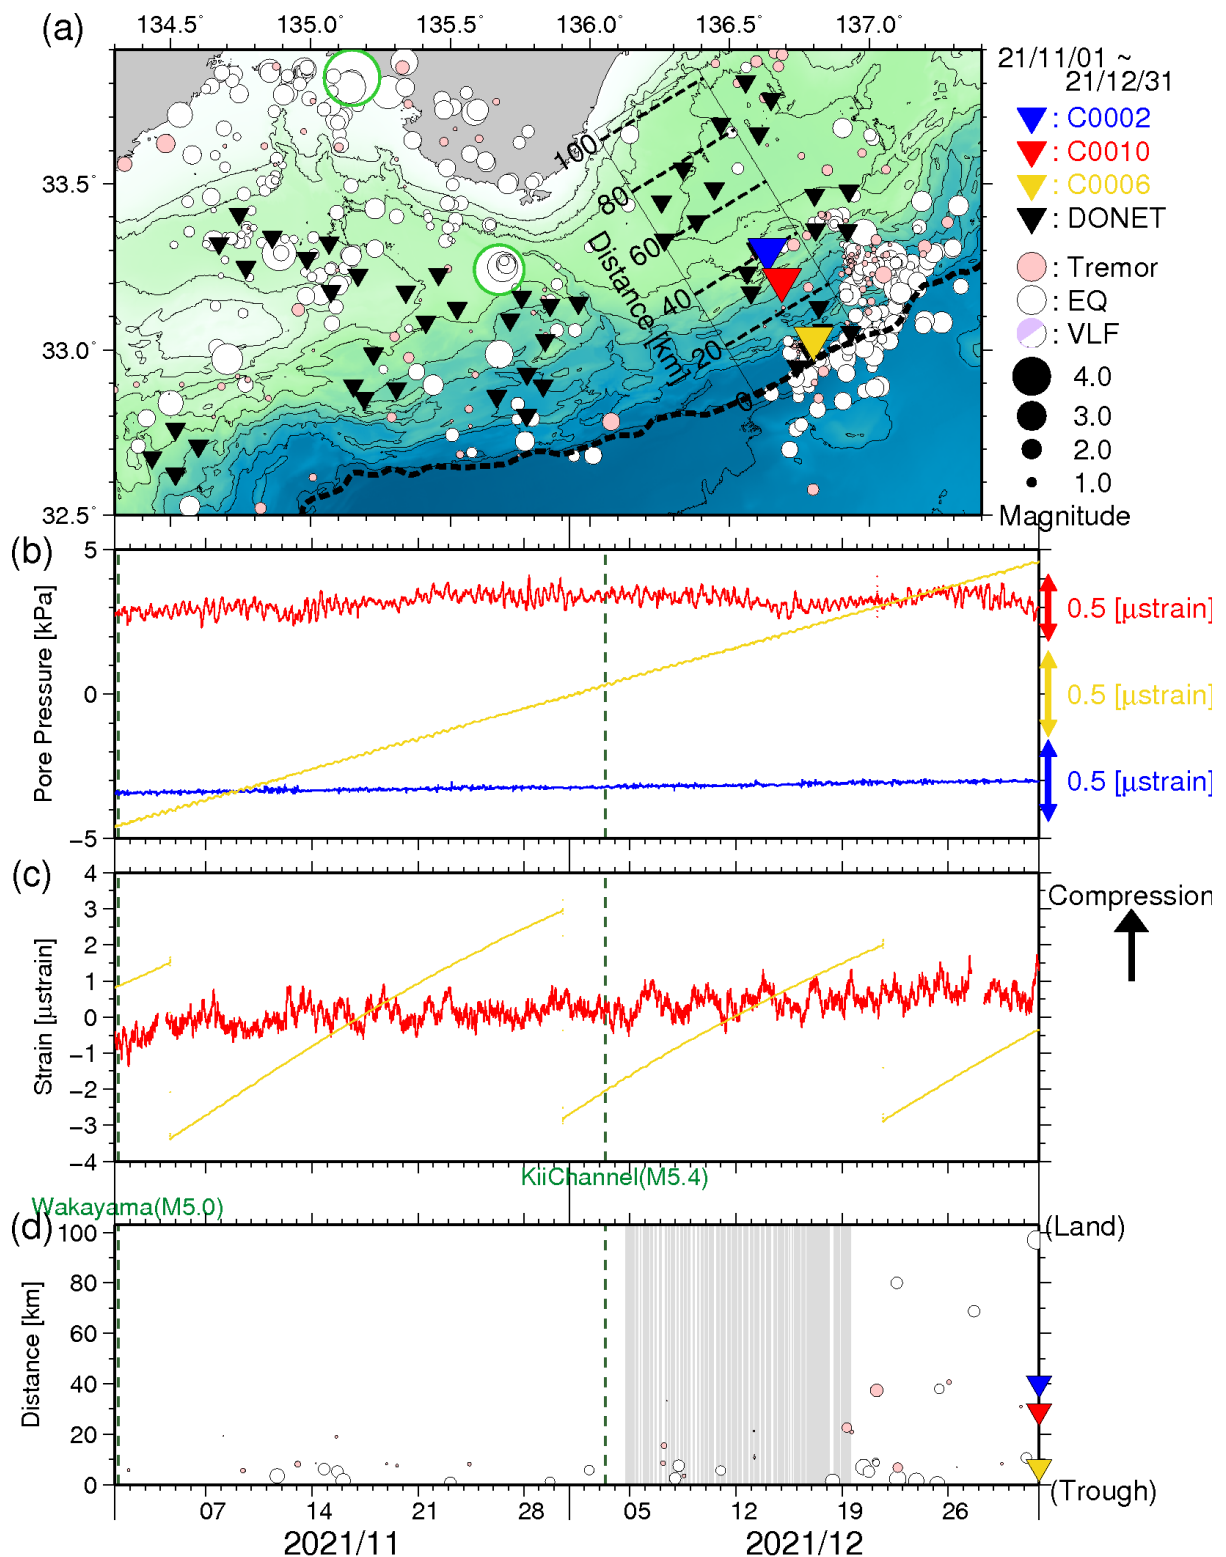 (a)
134.5° 135.0° 135.5° 136.0° 136.5° 137.0°
21/11/01 ~
21/12/31
: C0002
: C0010
: C0006
: DONET
: Tremor
: EQ
: VLF
4.0
3.0
2.0
1.0
Magnitude
33.5°
33.0°
32.5°
100
80
60
40
20
0
Distance [km]
(b)
5
0
−5
Pore Pressure [kPa]
0.5 [μstrain]
0.5 [μstrain]
0.5 [μstrain]
(c)
4
3
2
1
0
−1
−2
−3
−4
Strain [μstrain]
Compression
KiiChannel(M5.4)
Wakayama(M5.0)
(d)
100
80
60
40
20
0
Distance [km]
(Land)
(Trough)
07 14 21 28 05 12 19 26
2021/11 2021/12